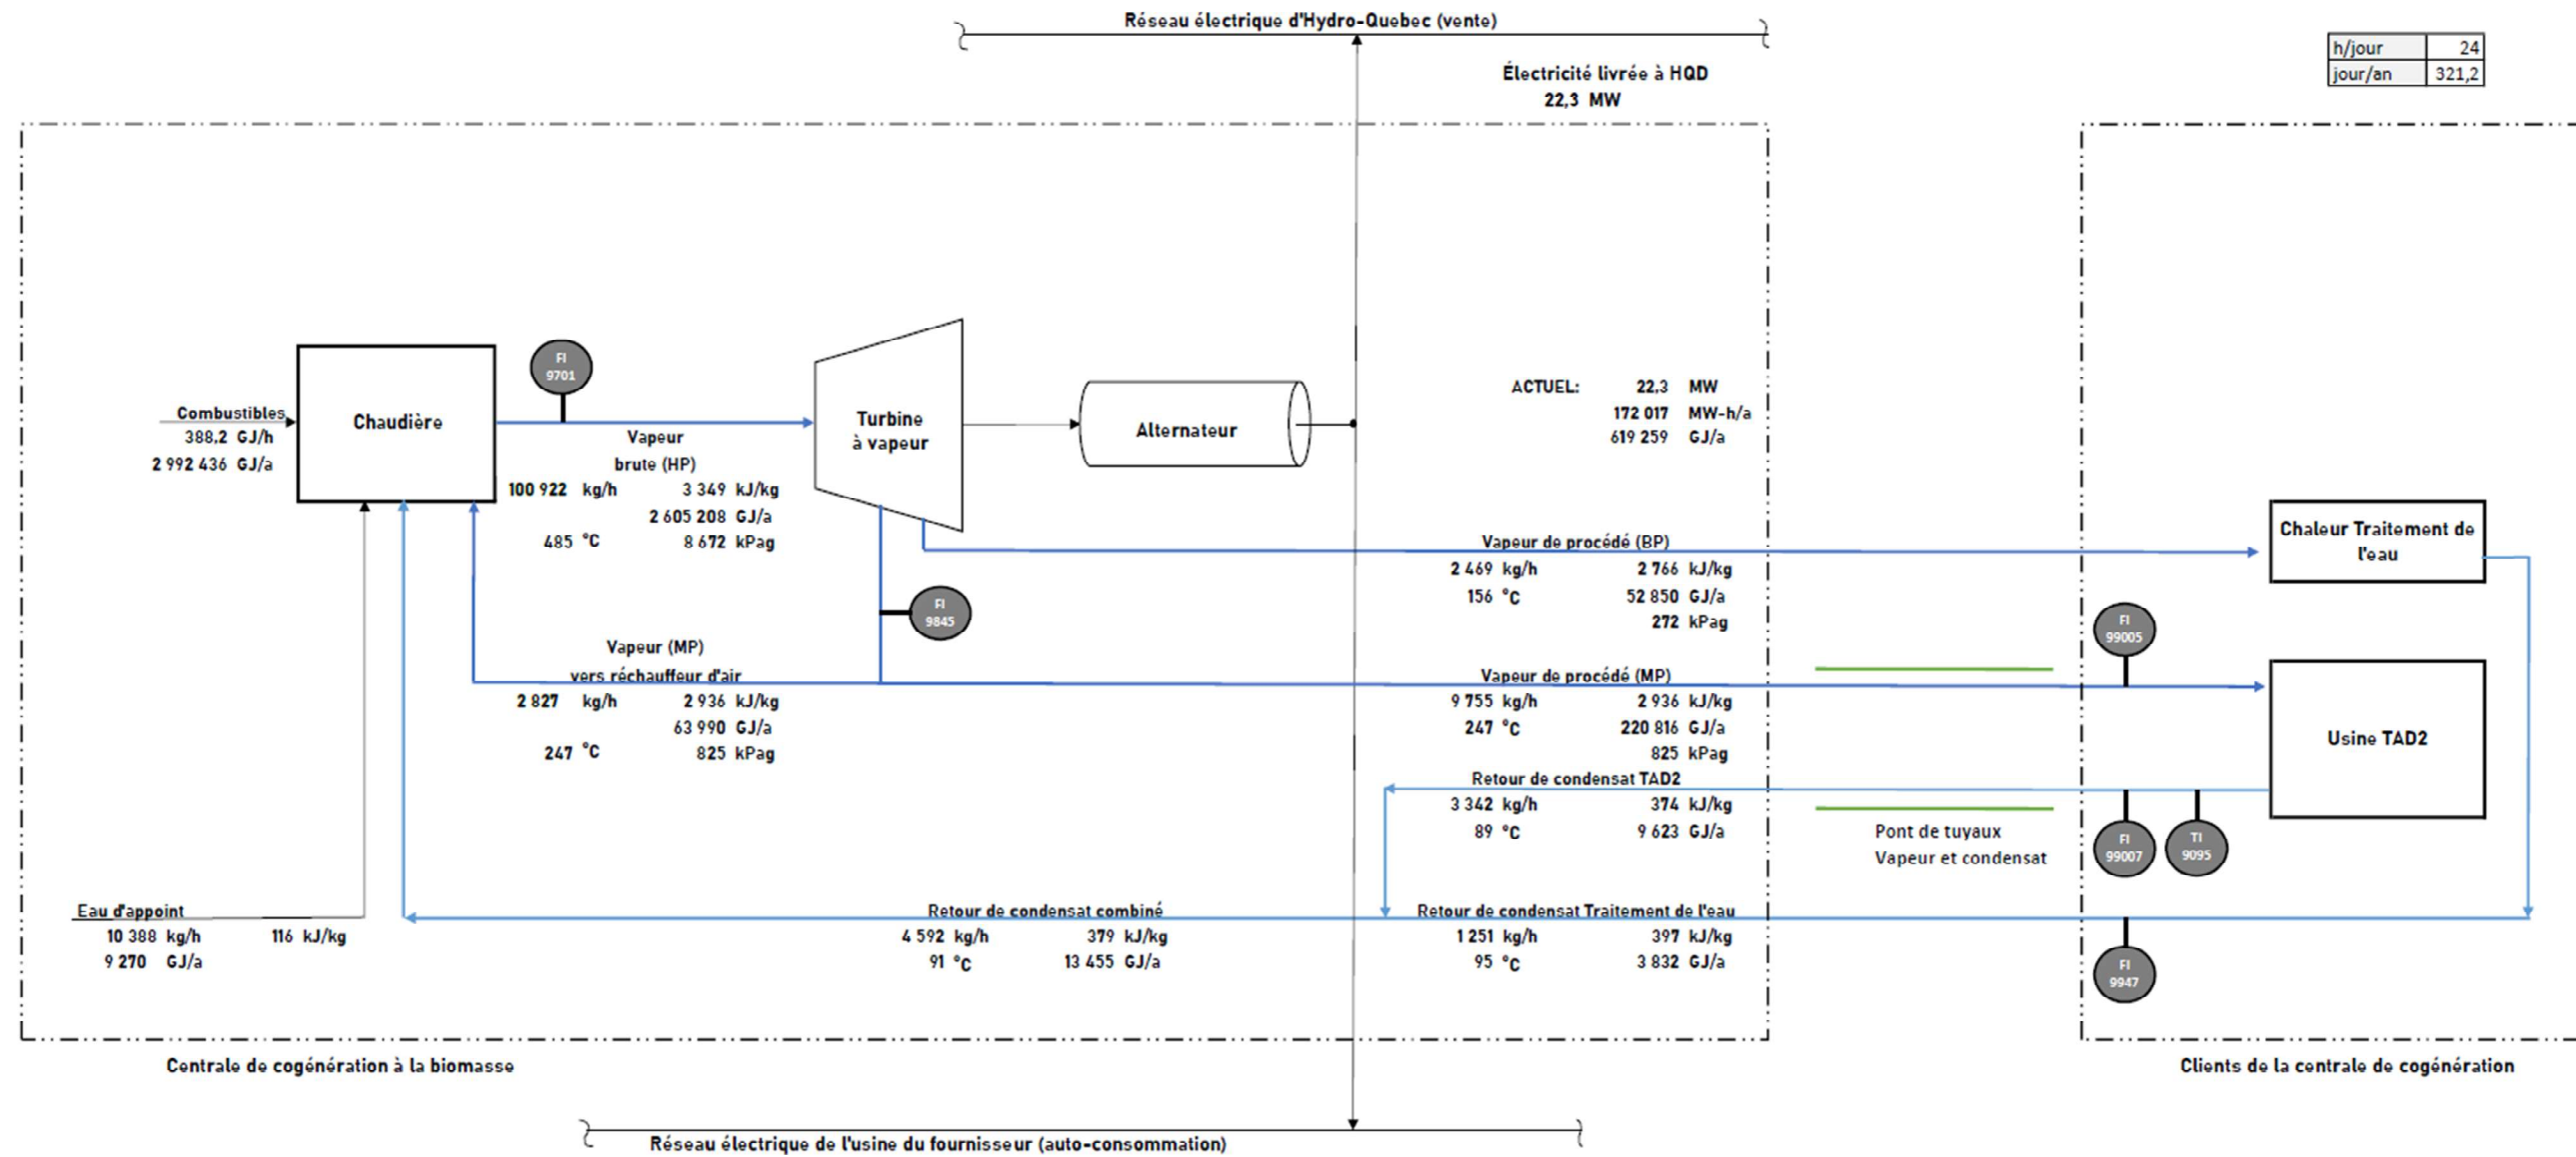 Réseau électrique d'Hydro-Quebec (vente)
h/jour 24
jour/an 321,2
Électricité livrée à HQD
22,3 MW
FI
9701
Combustibles
388,2 GJ/h
2 992 436 GJ/a
Chaudière
Vapeur
brute (HP)
100 922 kg/h 3 349 kJ/kg
2 605 208 GJ/a
485 °C 8 672 kPag
Turbine
à vapeur
Alternateur
ACTUEL: 22,3 MW
172 017 MW-h/a
619 259 GJ/a
Vapeur de procédé (BP)
2 469 kg/h 2 766 kJ/kg
156 °C 52 850 GJ/a
272 kPag
Chaleur Traitement de
l'eau
FI
9845
FI
99005
Vapeur (MP)
vers réchauffeur d'air
2 827 kg/h 2 936 kJ/kg
63 990 GJ/a
247 °C 825 kPag
Vapeur de procédé (MP)
9 755 kg/h 2 936 kJ/kg
247 °C 220 816 GJ/a
825 kPag
Usine TAD2
Retour de condensat TAD2
3 342 kg/h 374 kJ/kg
89 °C 9 623 GJ/a
Pont de tuyaux
Vapeur et condensat
FI
99007
TI
9095
Eau d'appoint
10 388 kg/h 116 kJ/kg
9 270 GJ/a
Retour de condensat combiné
4 592 kg/h 379 kJ/kg
91 °C 13 455 GJ/a
Retour de condensat Traitement de l'eau
1 251 kg/h 397 kJ/kg
95 °C 3 832 GJ/a
FI
9947
Centrale de cogénération à la biomasse
Clients de la centrale de cogénération
Réseau électrique de l'usine du fournisseur (auto-consommation)